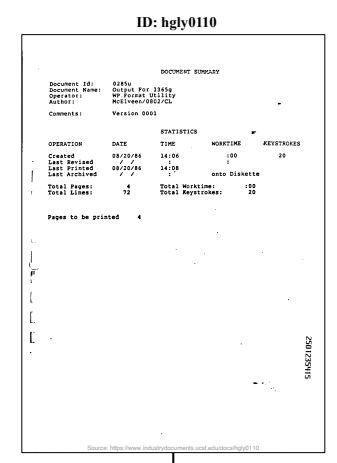 ID: hgly0110
DOCUMENT SUMMARY
Document Id: 0285u
Document Name: Output For 1365g
Operator: WP Format Utility
Author: McElveen/0802/CL
Comments: Version 0001
STATISTICS
OPERATION DATE TIME WORKTIME KEYSTROKES
Created 08/20/86 14:06 :00 20
Last Revised / / : :
Last Printed 08/20/86 14:08
Last Archived / / : onto Diskette
Total Pages: 4 Total Worktime: :00
Total Lines: 72 Total Keystrokes: 20
Pages to be printed 4
2501235415
Source: https://www.industrydocuments.ucsf.edu/docs/hgly0110